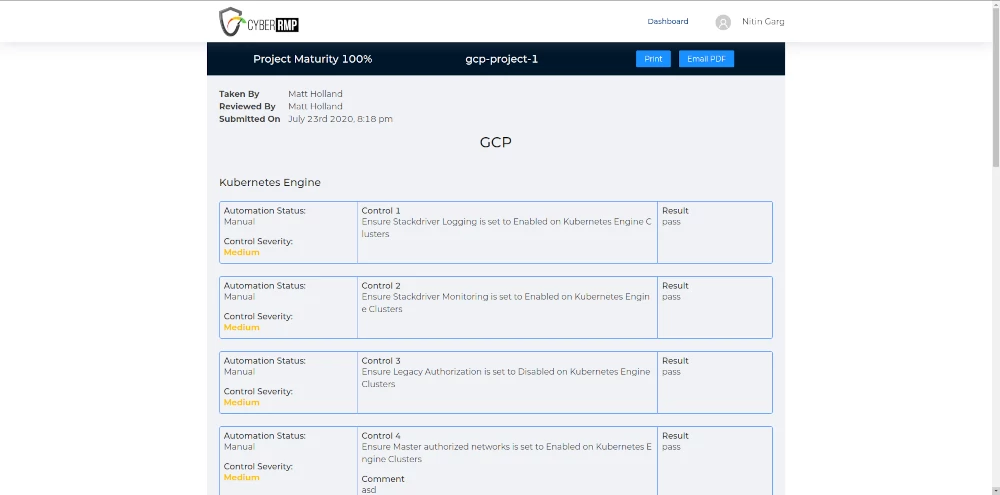 CYBER RMP
Dashboard
Nitin Garg
Project Maturity 100%
gcp-project-1
Print
Email PDF
Taken By Matt Holland
Reviewed By Matt Holland
Submitted On July 23rd 2020, 8:18 pm
GCP
Kubernetes Engine
Automation Status:
Manual
Control Severity:
Medium
Control 1
Ensure Stackdriver Logging is set to Enabled on Kubernetes Engine C
lusters
Result
pass
Automation Status:
Manual
Control Severity:
Medium
Control 2
Ensure Stackdriver Monitoring is set to Enabled on Kubernetes Engin
e Clusters
Result
pass
Automation Status:
Manual
Control Severity:
Medium
Control 3
Ensure Legacy Authorization is set to Disabled on Kubernetes Engine
Clusters
Result
pass
Automation Status:
Manual
Control Severity:
Medium
Control 4
Ensure Master authorized networks is set to Enabled on Kubernetes E
ngine Clusters
Comment
asd
Result
pass